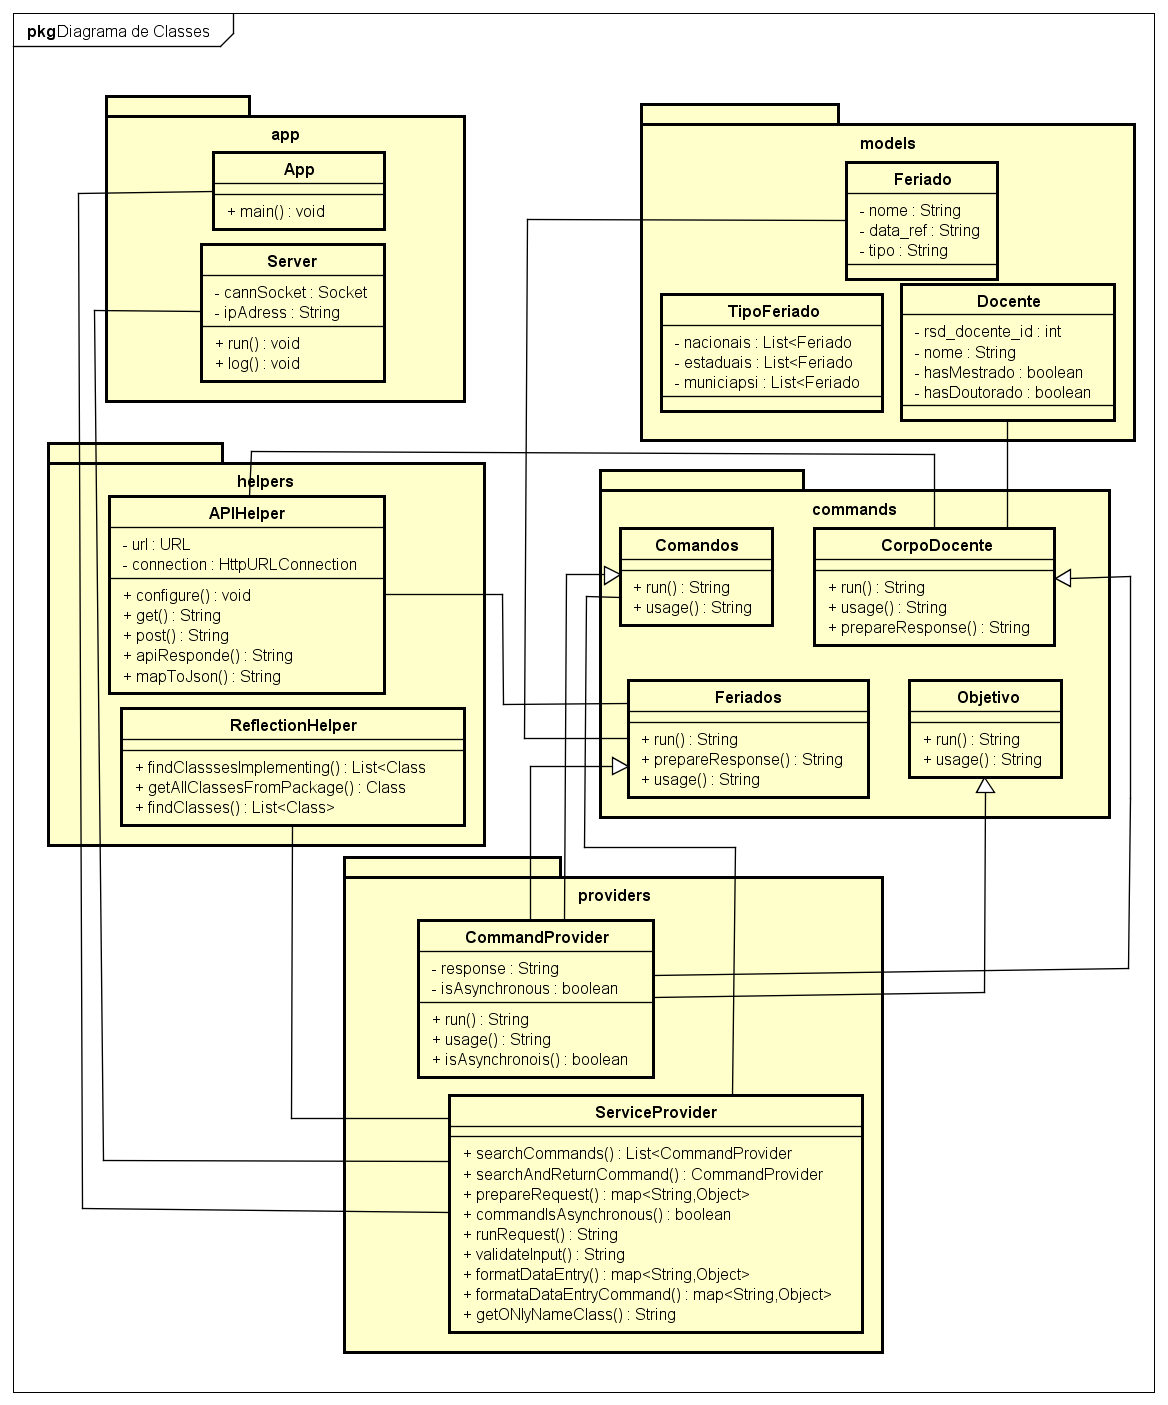 pkgDiagrama de Classes
app
App
+ main() : void
Server
- cannSocket : Socket
- ipAdress : String
+ run() : void
+ log() : void
models
Feriado
- nome : String
- data_ref : String
- tipo : String
TipoFeriado
- nacionais : List<Feriado
- estaduais : List<Feriado
- municiapsi : List<Feriado
Docente
- rsd_docente_id : int
- nome : String
- hasMestrado : boolean
- hasDoutorado : boolean
helpers
APIHelper
- url : URL
- connection : HttpURLConnection
+ configure() : void
+ get() : String
+ post() : String
+ apiResponde() : String
+ mapToJson() : String
ReflectionHelper
+ findClasssesImplementing() : List<Class
+ getAllClassesFromPackage() : Class
+ findClasses() : List<Class>
commands
Comandos
+ run() : String
+ usage() : String
CorpoDocente
+ run() : String
+ usage() : String
+ prepareResponse() : String
Feriados
+ run() : String
+ prepareResponse() : String
+ usage() : String
Objetivo
+ run() : String
+ usage() : String
providers
CommandProvider
- response : String
- isAsynchronous : boolean
+ run() : String
+ usage() : String
+ isAsynchronois() : boolean
ServiceProvider
+ searchCommands() : List<CommandProvider
+ searchAndReturnCommand() : CommandProvider
+ prepareRequest() : map<String,Object>
+ commandIsAsynchronous() : boolean
+ runRequest() : String
+ validateInput() : String
+ formatDataEntry() : map<String,Object>
+ formataDataEntryCommand() : map<String,Object>
+ getONlyNameClass() : String